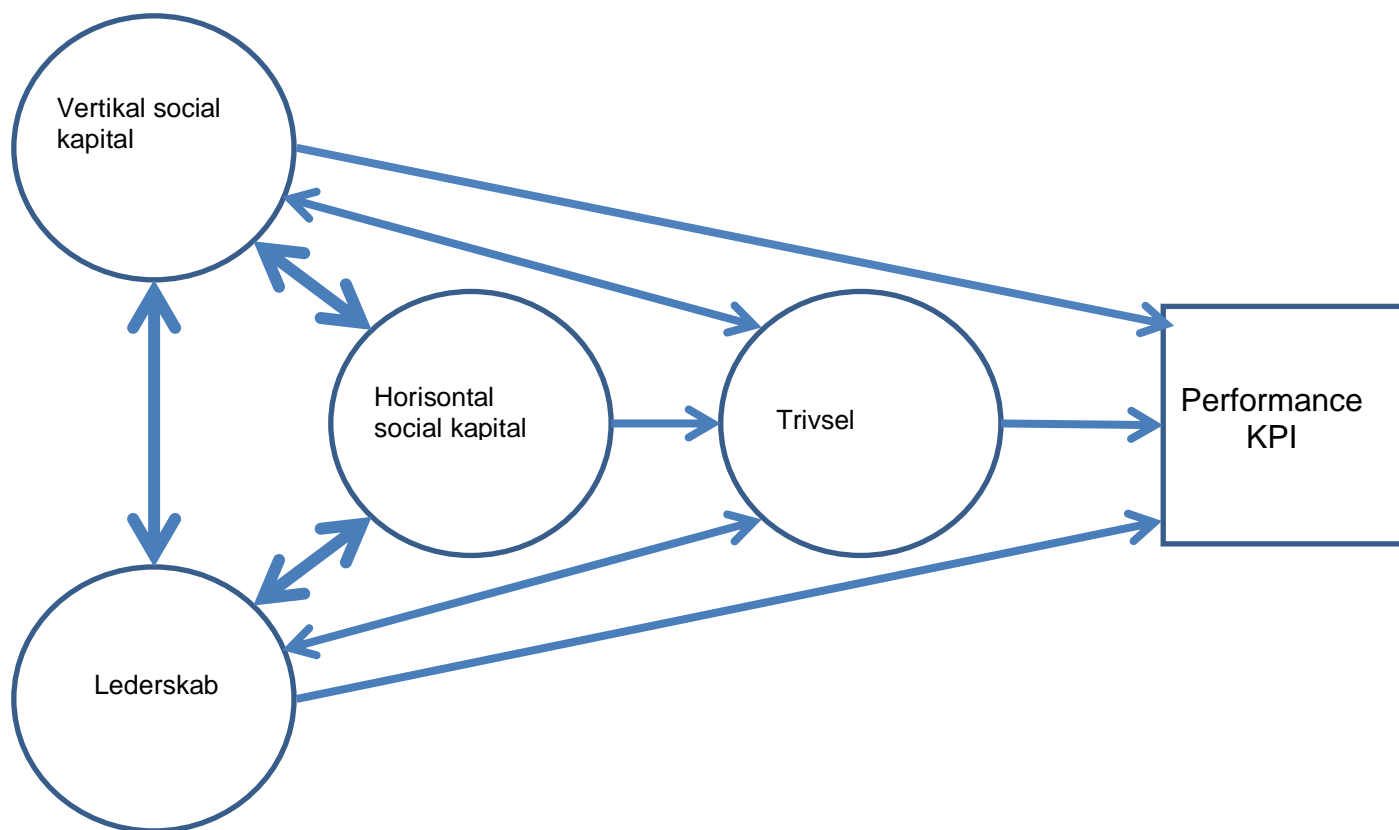 Vertikal social
kapital
Horisontal
social kapital
Trivsel
Performance
KPI
Lederskab